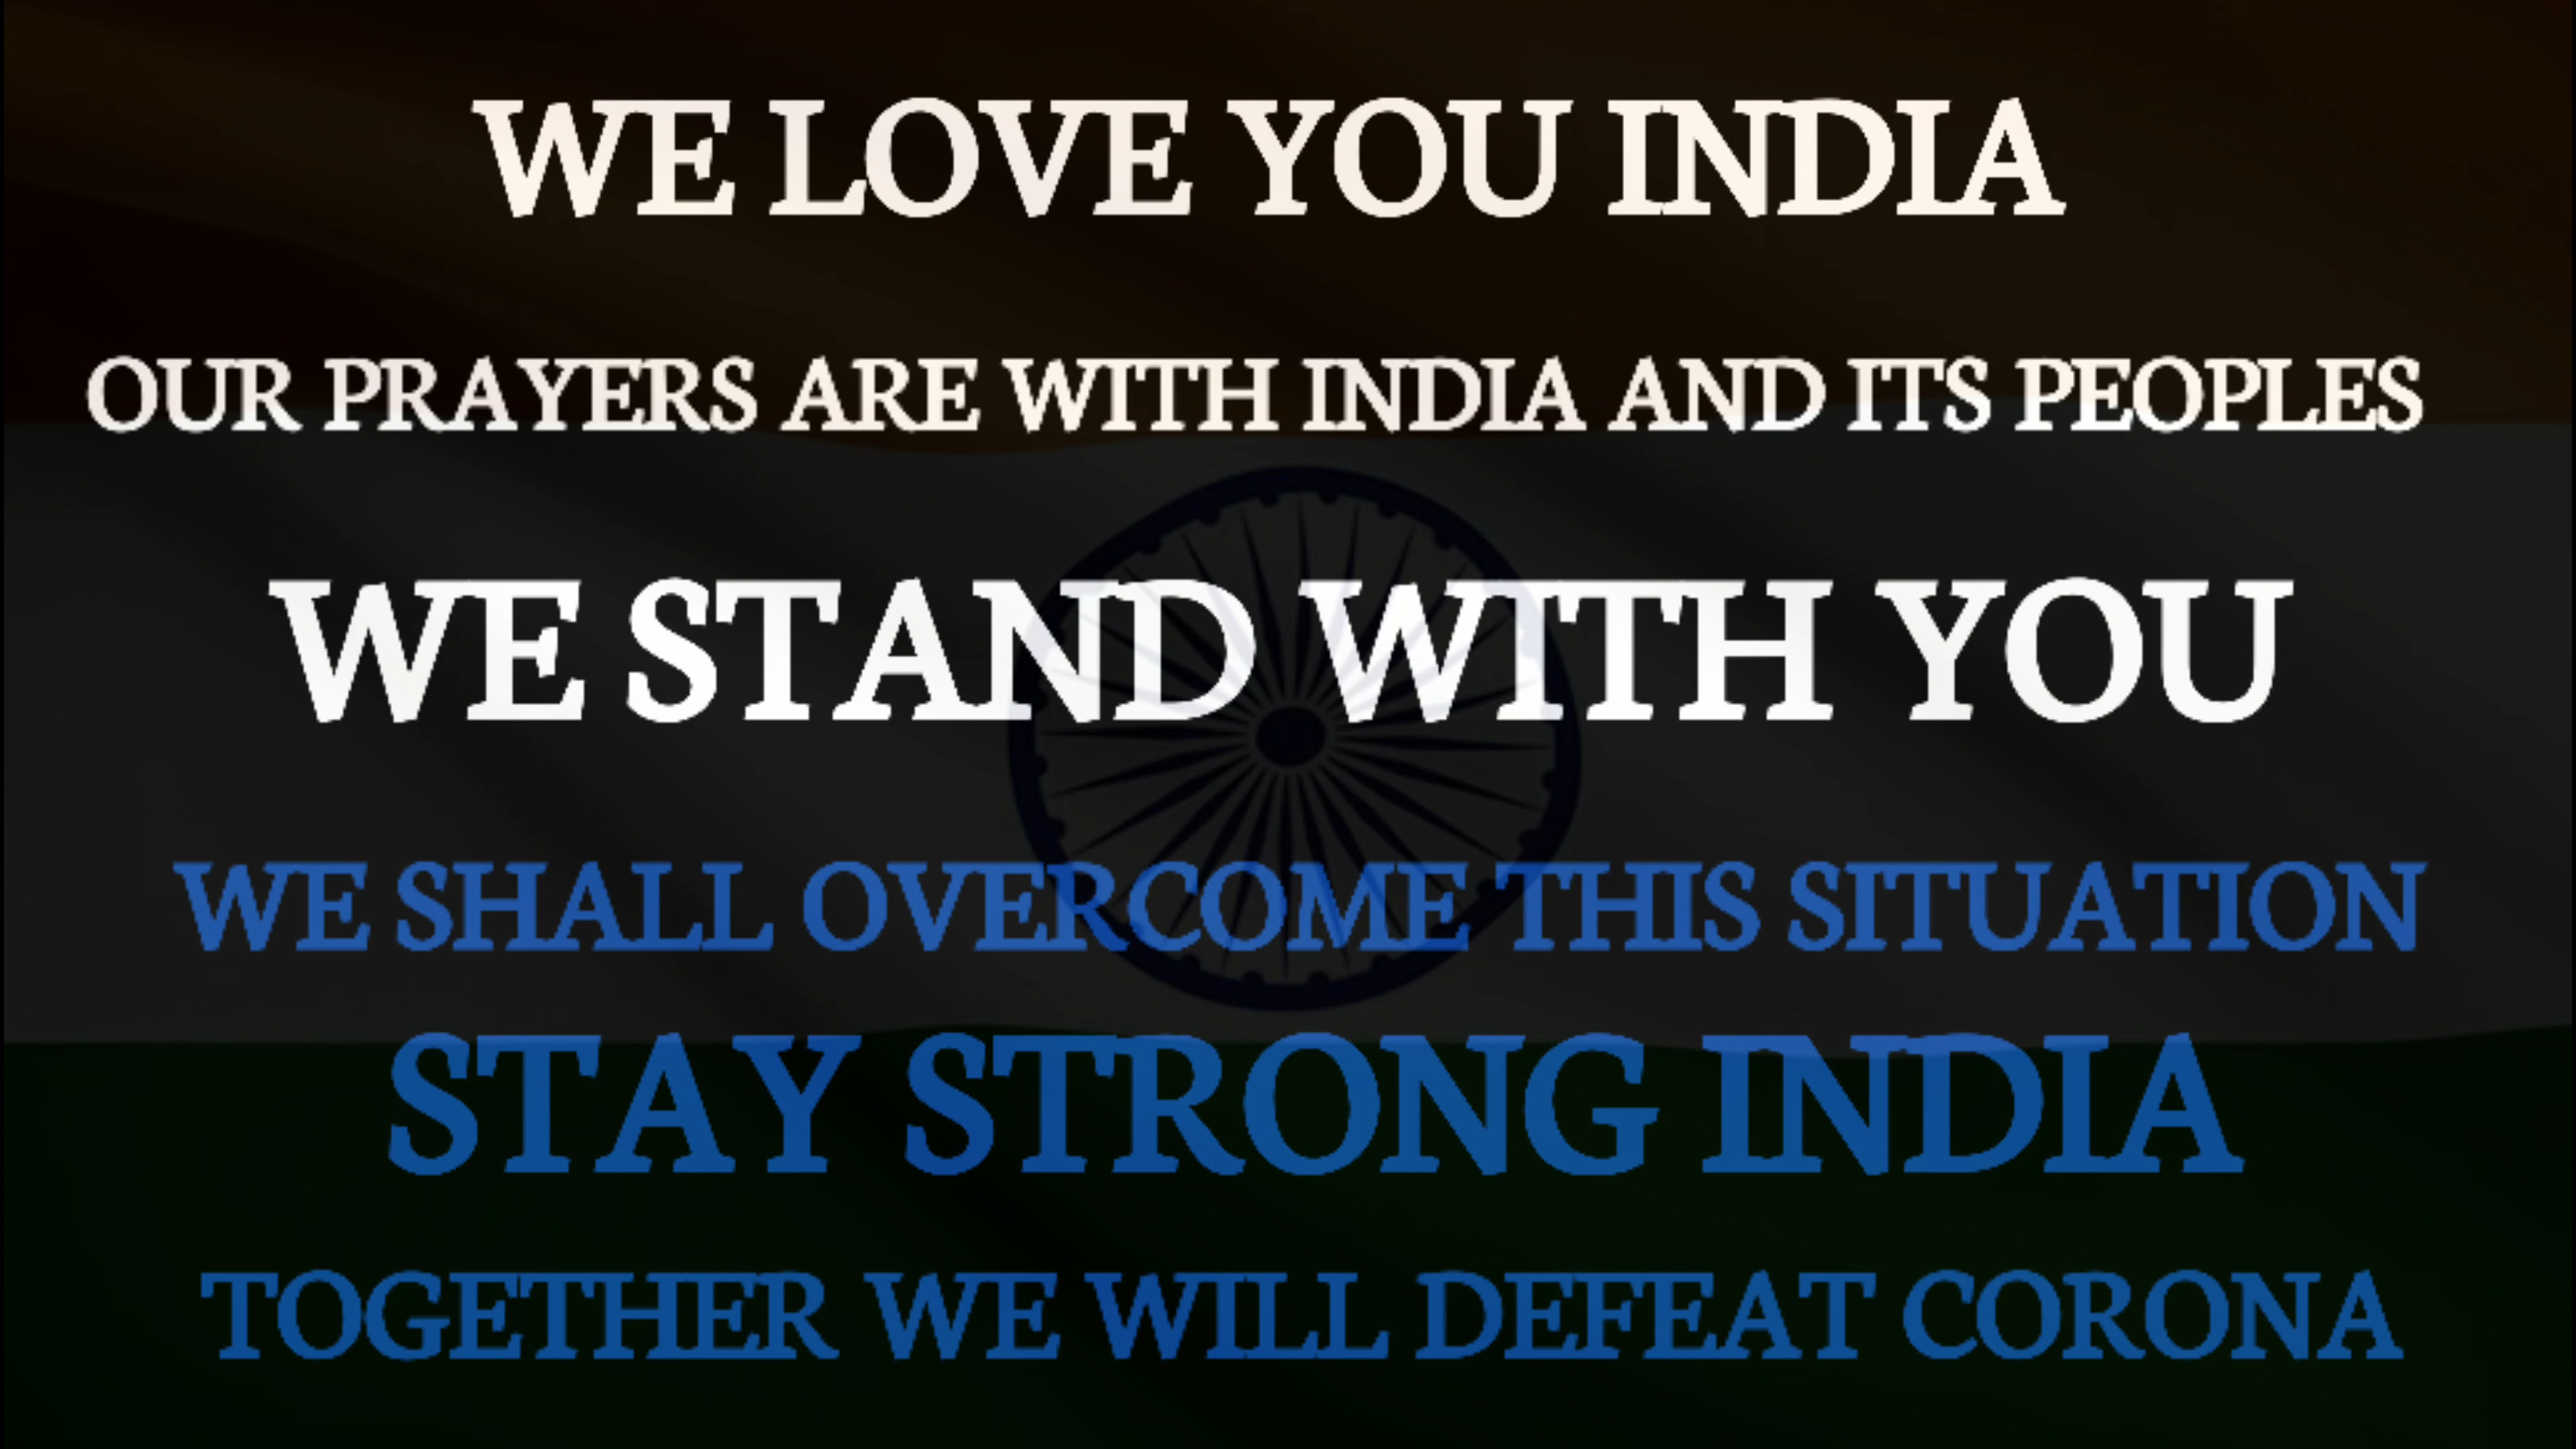 WE LOVE YOU INDIA
OUR PRAYERS ARE WITH INDIA AND ITS PEOPLES
WE STAND WITH YOU
WE SHALL OVERCOME THIS SITUATION
STAY STRONG INDIA
TOGETHER WE WILL DEFEAT CORONA